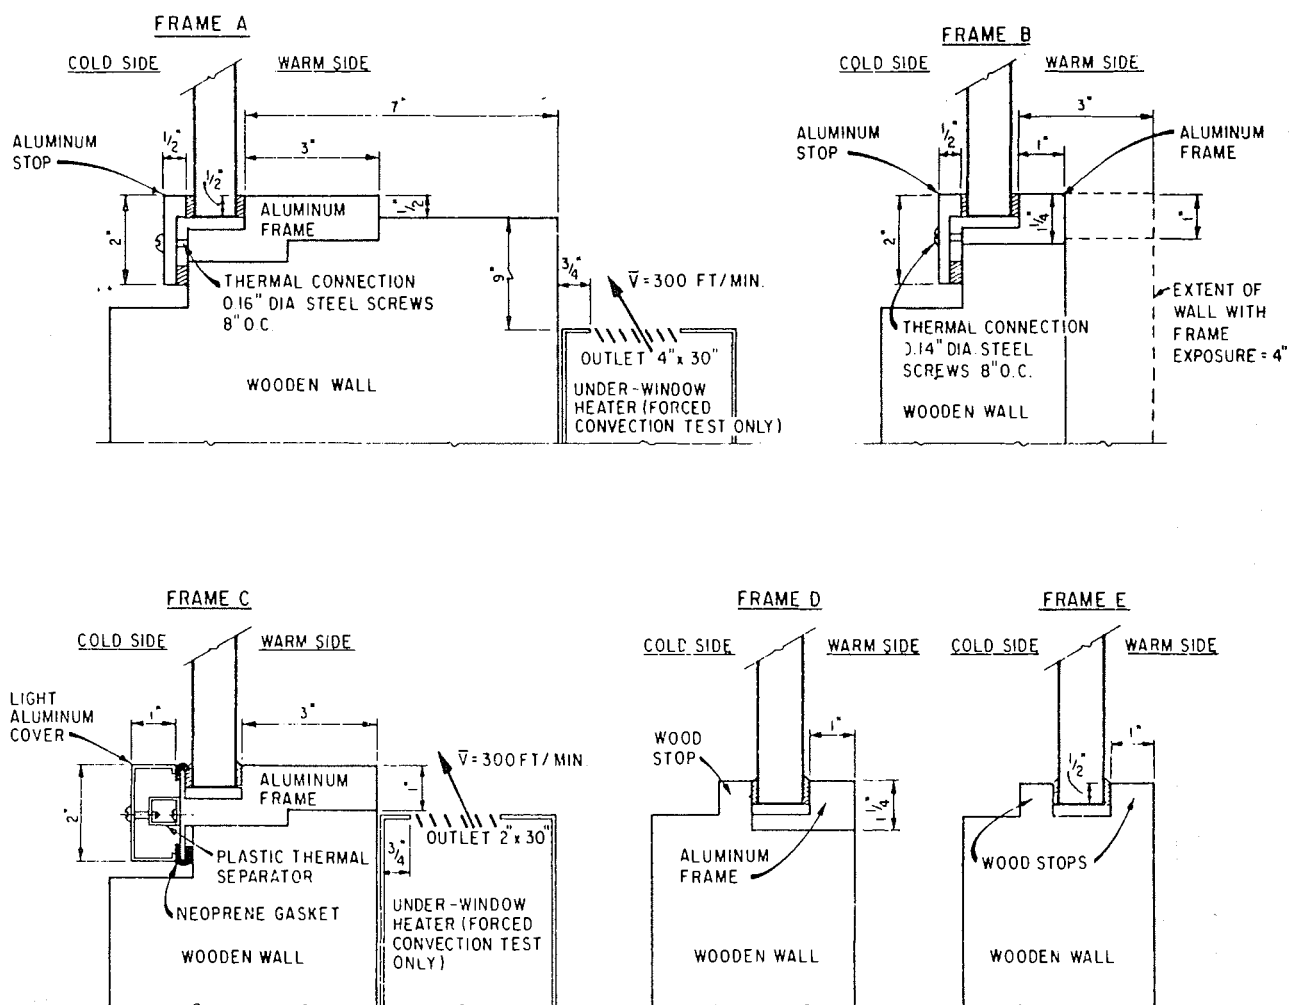 FRAME A
COLD SIDE
WARM SIDE
7"
ALUMINUM
STOP
1/2"
3"
1/2"
1/2"
2"
ALUMINUM
FRAME
9"
3/4"
V̅=300 FT/MIN.
THERMAL CONNECTION
0.16" DIA STEEL SCREWS
8" O.C.
OUTLET 4" x 30"
WOODEN WALL
UNDER-WINDOW
HEATER (FORCED
CONVECTION TEST ONLY)
FRAME B
COLD SIDE
WARM SIDE
3"
ALUMINUM
STOP
1/2"
1"
ALUMINUM
FRAME
2"
1 1/4"
1"
THERMAL CONNECTION
0.14" DIA. STEEL
SCREWS 8" O.C.
EXTENT OF
WALL WITH
FRAME
EXPOSURE = 4"
WOODEN WALL
FRAME C
COLD SIDE
WARM SIDE
LIGHT
ALUMINUM
COVER
1"
3"
V̅=300 FT/MIN.
2"
ALUMINUM
FRAME
1"
OUTLET 2" x 30"
3/4"
PLASTIC THERMAL
SEPARATOR
NEOPRENE GASKET
UNDER-WINDOW
HEATER (FORCED
CONVECTION TEST
ONLY)
WOODEN WALL
FRAME D
COLD SIDE
WARM SIDE
WOOD
STOP
1"
1 1/4"
ALUMINUM
FRAME
WOODEN WALL
FRAME E
COLD SIDE
WARM SIDE
1"
1/2"
WOOD STOPS
WOODEN WALL